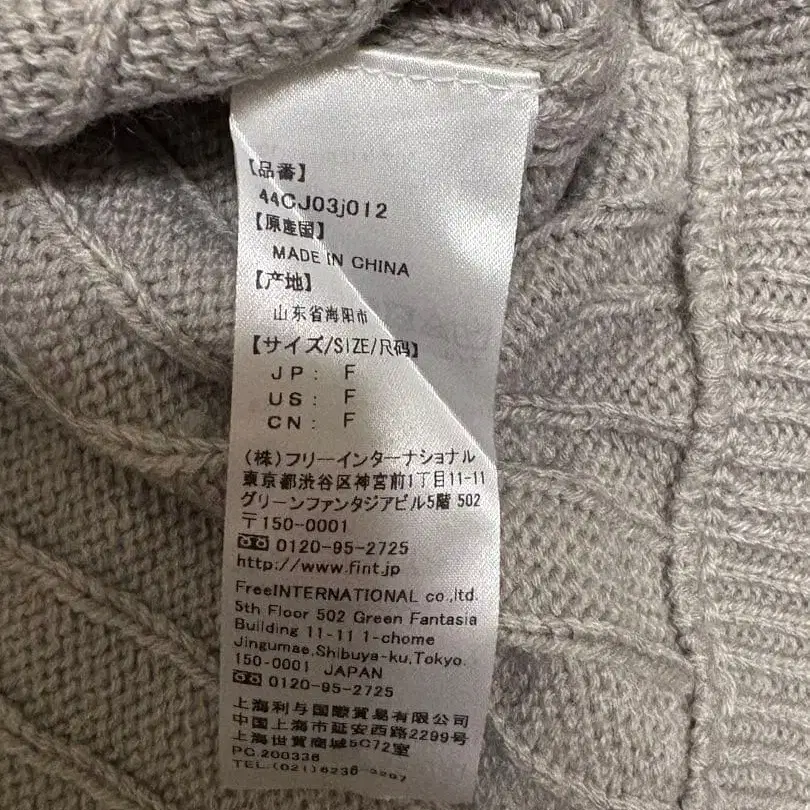 【品番】
44CJ03j012
【原産国】
MADE IN CHINA
【产地】
山东省海阳市
【サイズ/SIZE/尺码】
JP: F
US: F
CN: F
(株)フリーインターナショナル
東京都渋谷区神宮前1丁目11-11
グリーンファンタジアビル5階 502
〒150-0001
0120-95-2725
http://www.fint.jp
FreeINTERNATIONAL co.,ltd.
5th Floor 502 Green Fantasia
Building 11-11 1-chome
Jingumae,Shibuya-ku,Tokyo.
150-0001 JAPAN
0120-95-2725
上海利与国際貿易有限公司
中国上海市延安西路2299号
上海世貿商城5C72室
PC.200336
TEL.(021)6236-